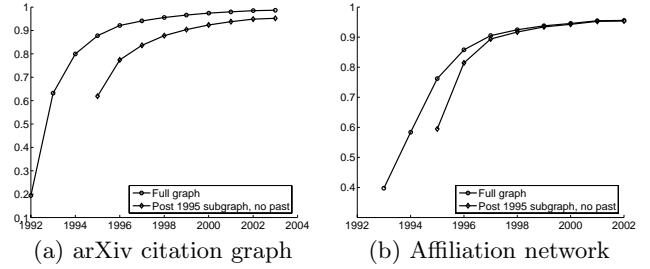 1
0.9
0.8
0.7
0.6
0.5
0.4
0.3
0.2
0.1
1992 1994 1996 1998 2000 2002 2004
Full graph
Post 1995 subgraph, no past
(a) arXiv citation graph
1
0.9
0.8
0.7
0.6
0.5
0.4
1992 1994 1996 1998 2000 2002
Full graph
Post 1995 subgraph, no past
(b) Affiliation network